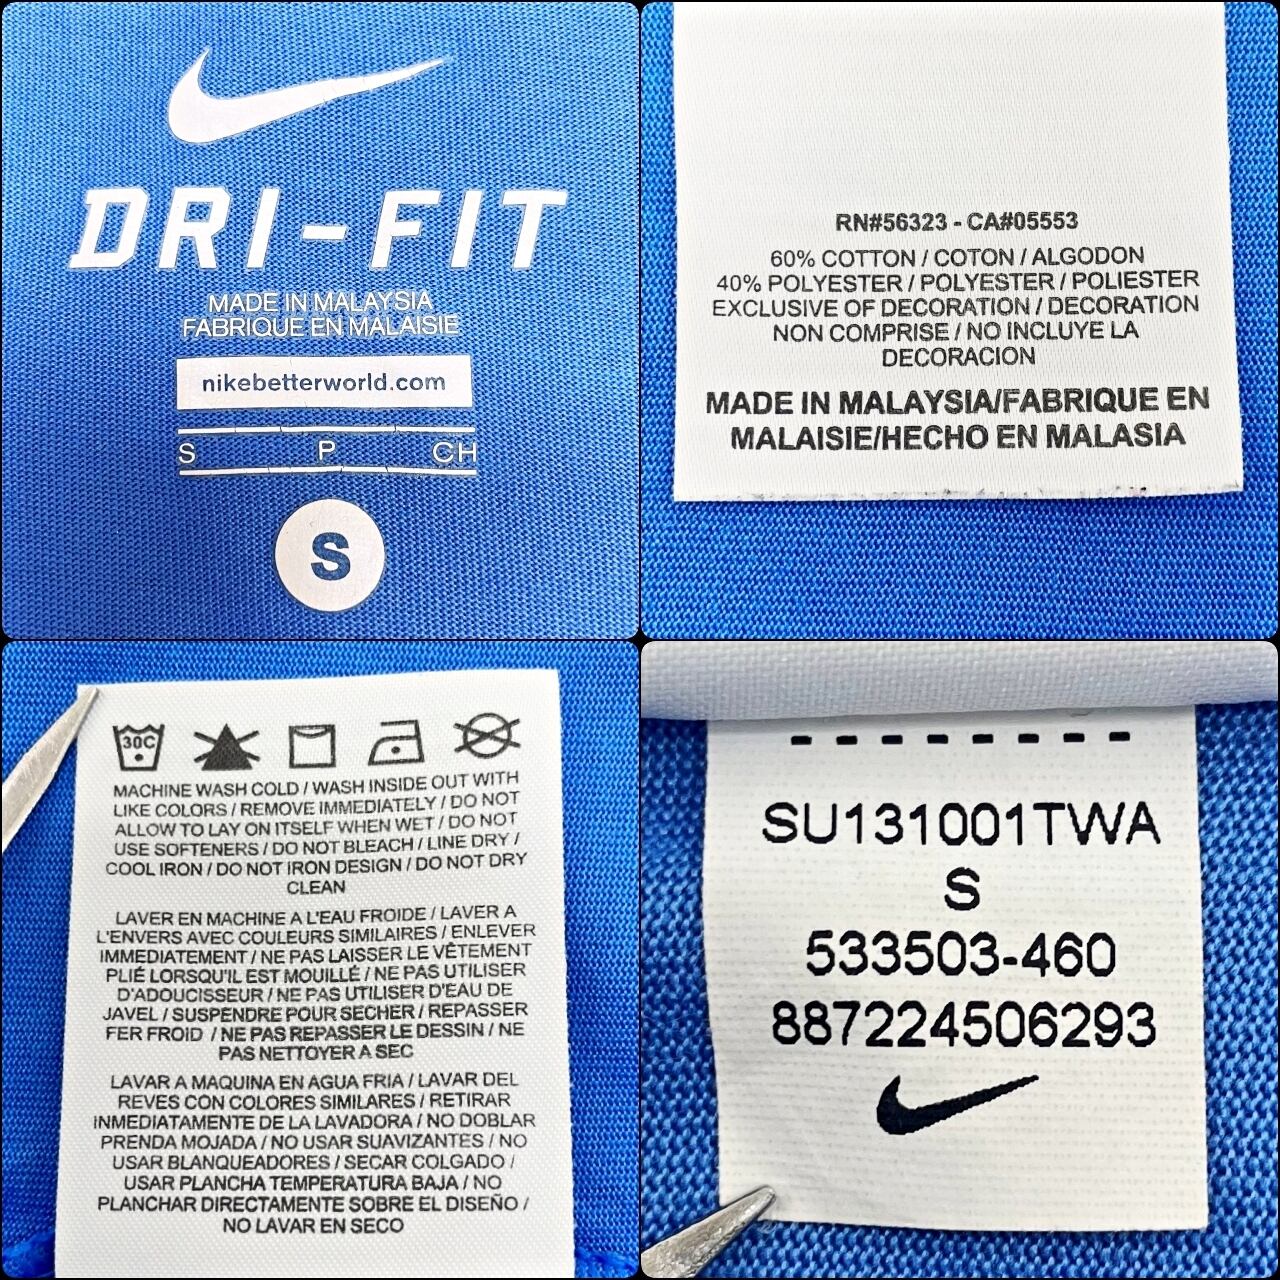 DRI-FIT
MADE IN MALAYSIA
FABRIQUE EN MALAISIE
nikebetterworld.com
S P CH
S
RN#56323 - CA#05553
60% COTTON / COTON / ALGODON
40% POLYESTER / POLYESTER / POLIESTER
EXCLUSIVE OF DECORATION / DECORATION
NON COMPRISE / NO INCLUYE LA
DECORACION
MADE IN MALAYSIA/FABRIQUE EN
MALAISIE/HECHO EN MALASIA
30C
MACHINE WASH COLD / WASH INSIDE OUT WITH
LIKE COLORS / REMOVE IMMEDIATELY / DO NOT
ALLOW TO LAY ON ITSELF WHEN WET / DO NOT
USE SOFTENERS / DO NOT BLEACH / LINE DRY /
COOL IRON / DO NOT IRON DESIGN / DO NOT DRY
CLEAN
LAVER EN MACHINE A L'EAU FROIDE / LAVER A
L'ENVERS AVEC COULEURS SIMILAIRES / ENLEVER
IMMEDIATEMENT / NE PAS LAISSER LE VÊTEMENT
PLIÉ LORSQU'IL EST MOUILLÉ / NE PAS UTILISER
D'ADOUCISSEUR / NE PAS UTILISER D'EAU DE
JAVEL / SUSPENDRE POUR SECHER / REPASSER
FER FROID / NE PAS REPASSER LE DESSIN / NE
PAS NETTOYER A SEC
LAVAR A MAQUINA EN AGUA FRIA / LAVAR DEL
REVES CON COLORES SIMILARES / RETIRAR
INMEDIATAMENTE DE LA LAVADORA / NO DOBLAR
PRENDA MOJADA / NO USAR SUAVIZANTES / NO
USAR BLANQUEADORES / SECAR COLGADO /
USAR PLANCHA TEMPERATURA BAJA / NO
PLANCHAR DIRECTAMENTE SOBRE EL DISEÑO /
NO LAVAR EN SECO
SU131001TWA
S
533503-460
887224506293